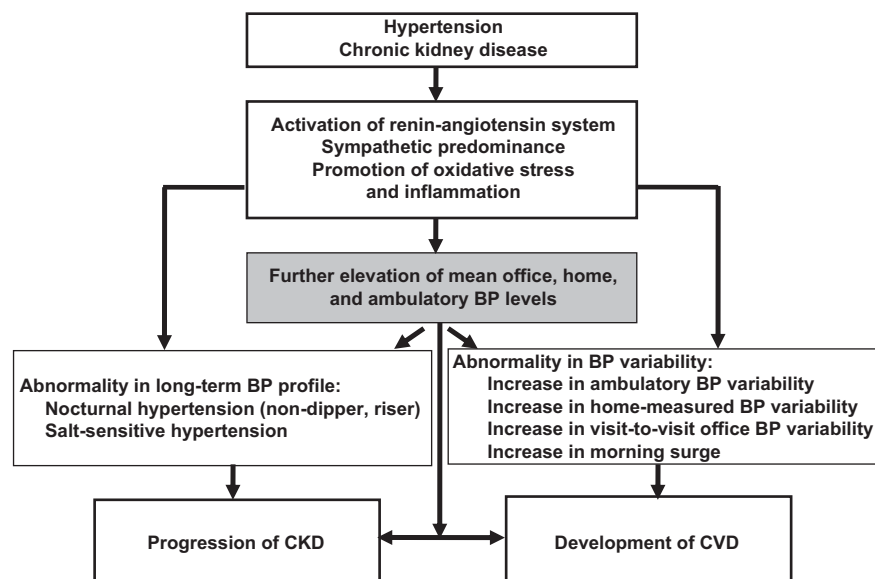 Hypertension
Chronic kidney disease
Activation of renin-angiotensin system
Sympathetic predominance
Promotion of oxidative stress
and inflammation
Further elevation of mean office, home,
and ambulatory BP levels
Abnormality in long-term BP profile:
Nocturnal hypertension (non-dipper, riser)
Salt-sensitive hypertension
Abnormality in BP variability:
Increase in ambulatory BP variability
Increase in home-measured BP variability
Increase in visit-to-visit office BP variability
Increase in morning surge
Progression of CKD
Development of CVD